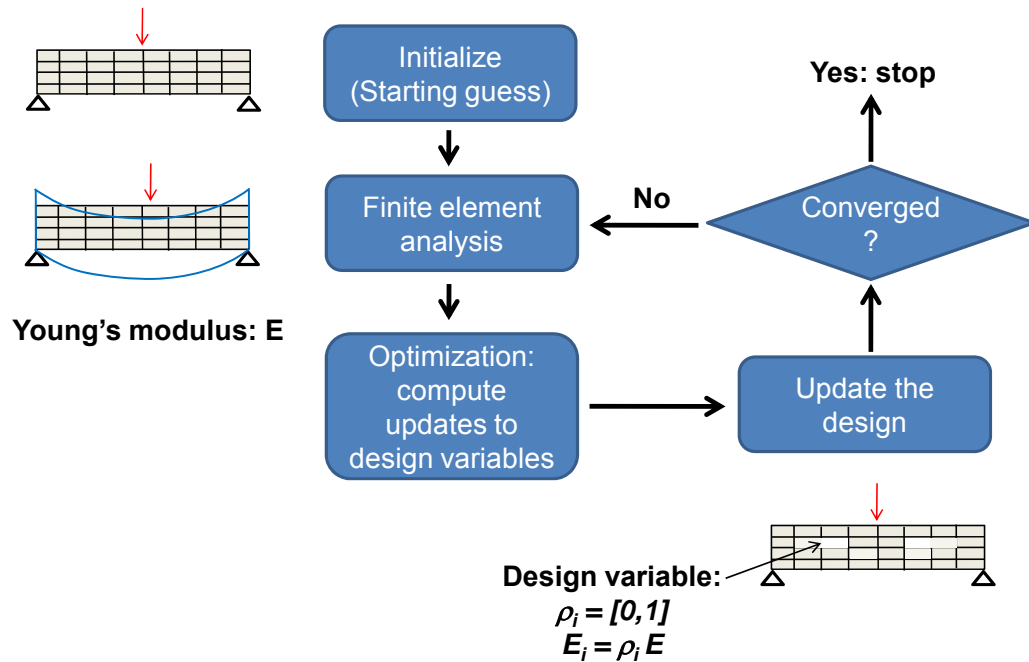 Initialize
(Starting guess)
Yes: stop
Finite element
analysis
No
Converged
?
Young's modulus: E
Optimization:
compute
updates to
design variables
Update the
design
Design variable:
ρi = [0,1]
Ei = ρi E